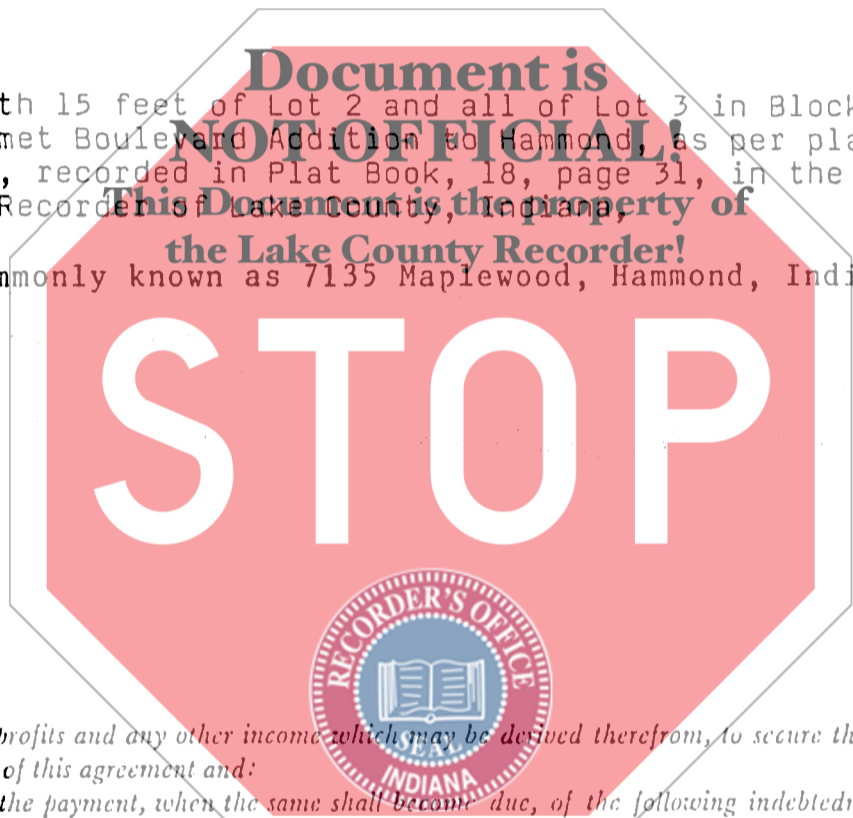 Document is
th 15 feet of Lot 2 and all of Lot 3 in Block
met Boulevard Addition to Hammond, as per pla
NOT OFFICIAL!
, recorded in Plat Book, 18, page 31, in the
Recorder of Lake County, Indiana,
This Document is the property of
the Lake County Recorder!
mmonly known as 7135 Maplewood, Hammond, Indi
STOP
RECORDER'S OFFICE
SEAL
INDIANA
profits and any other income which may be derived therefrom, to secure th
of this agreement and:
the payment, when the same shall become due, of the following indebtedn